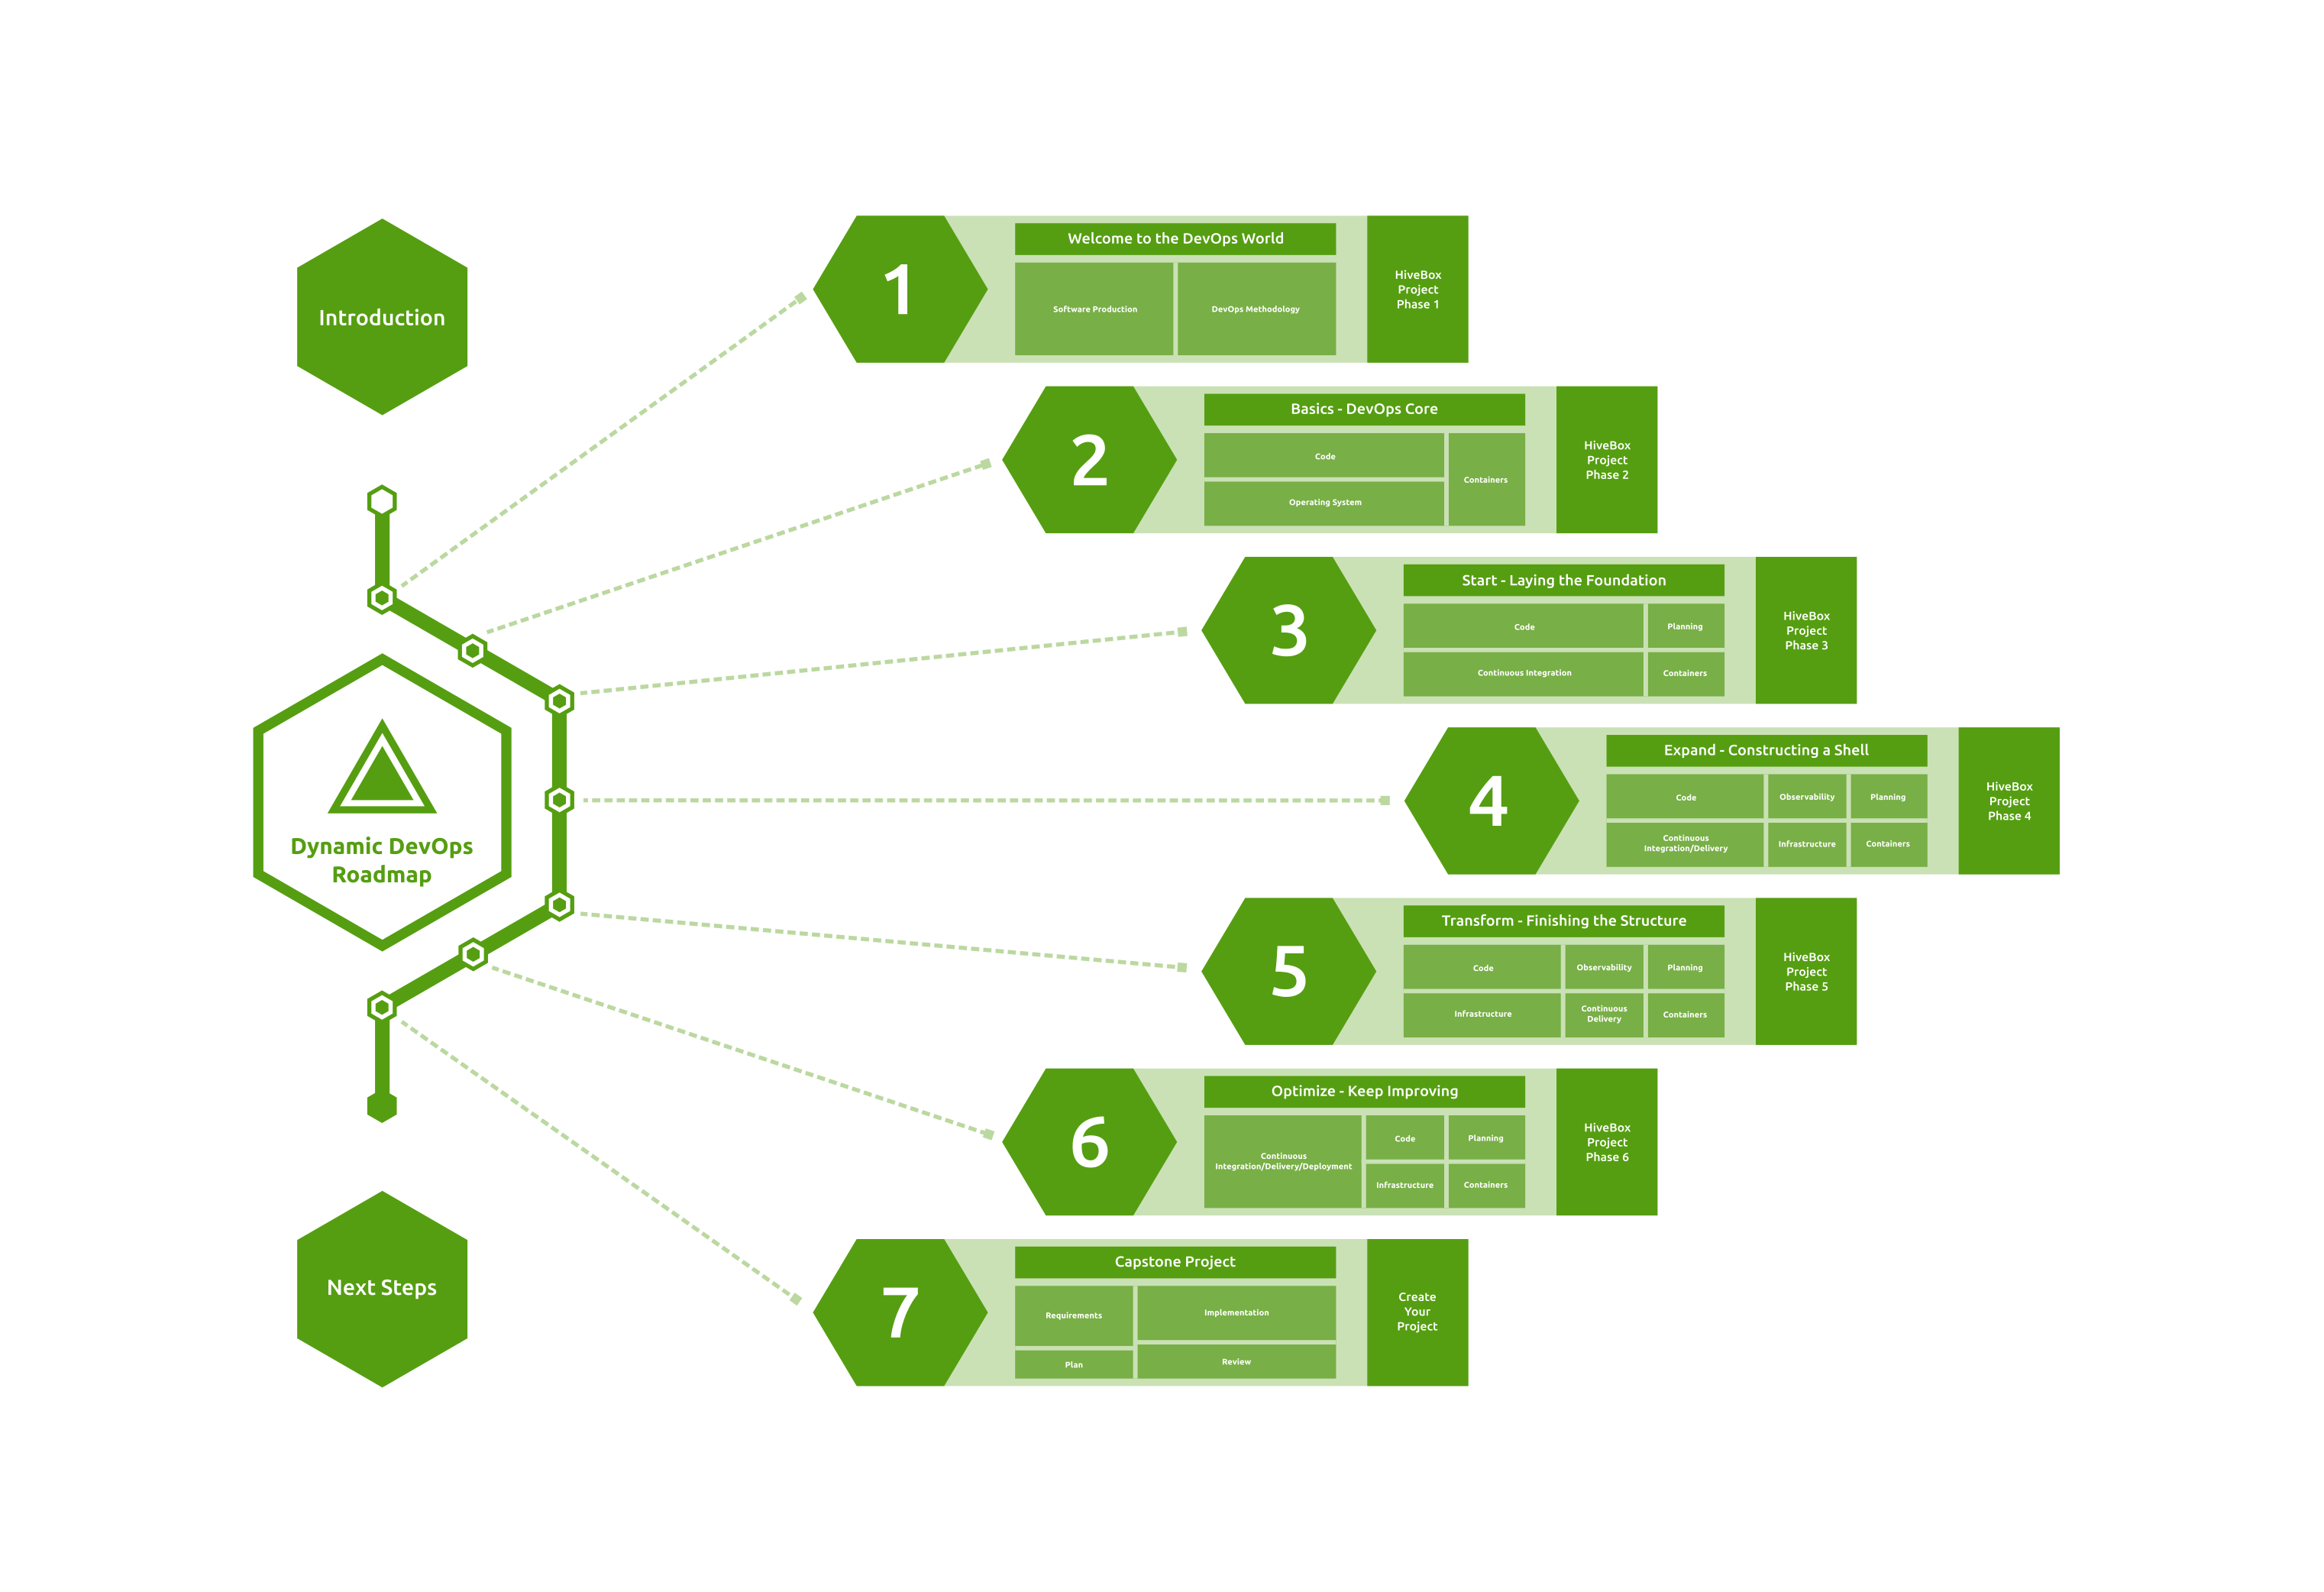 Introduction
Dynamic DevOps
Roadmap
Next Steps
1
Welcome to the DevOps World
Software Production
DevOps Methodology
HiveBox
Project
Phase 1
2
Basics - DevOps Core
Code
Operating System
Containers
HiveBox
Project
Phase 2
3
Start - Laying the Foundation
Code
Planning
Continuous Integration
Containers
HiveBox
Project
Phase 3
4
Expand - Constructing a Shell
Code
Observability
Planning
Continuous
Integration/Delivery
Infrastructure
Containers
HiveBox
Project
Phase 4
5
Transform - Finishing the Structure
Code
Observability
Planning
Infrastructure
Continuous
Delivery
Containers
HiveBox
Project
Phase 5
6
Optimize - Keep Improving
Continuous
Integration/Delivery/Deployment
Code
Planning
Infrastructure
Containers
HiveBox
Project
Phase 6
7
Capstone Project
Requirements
Implementation
Plan
Review
Create
Your
Project